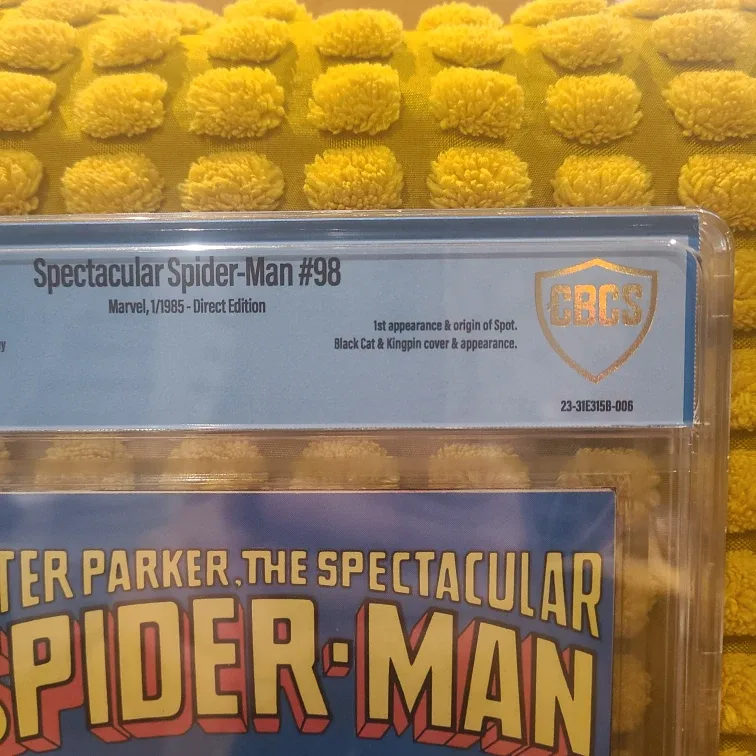 Spectacular Spider-Man #98
Marvel, 1/1985 - Direct Edition
1st appearance & origin of Spot.
Black Cat & Kingpin cover & appearance.
CBCS
23-31E315B-006
TER PARKER, THE SPECTACULAR
SPIDER-MAN